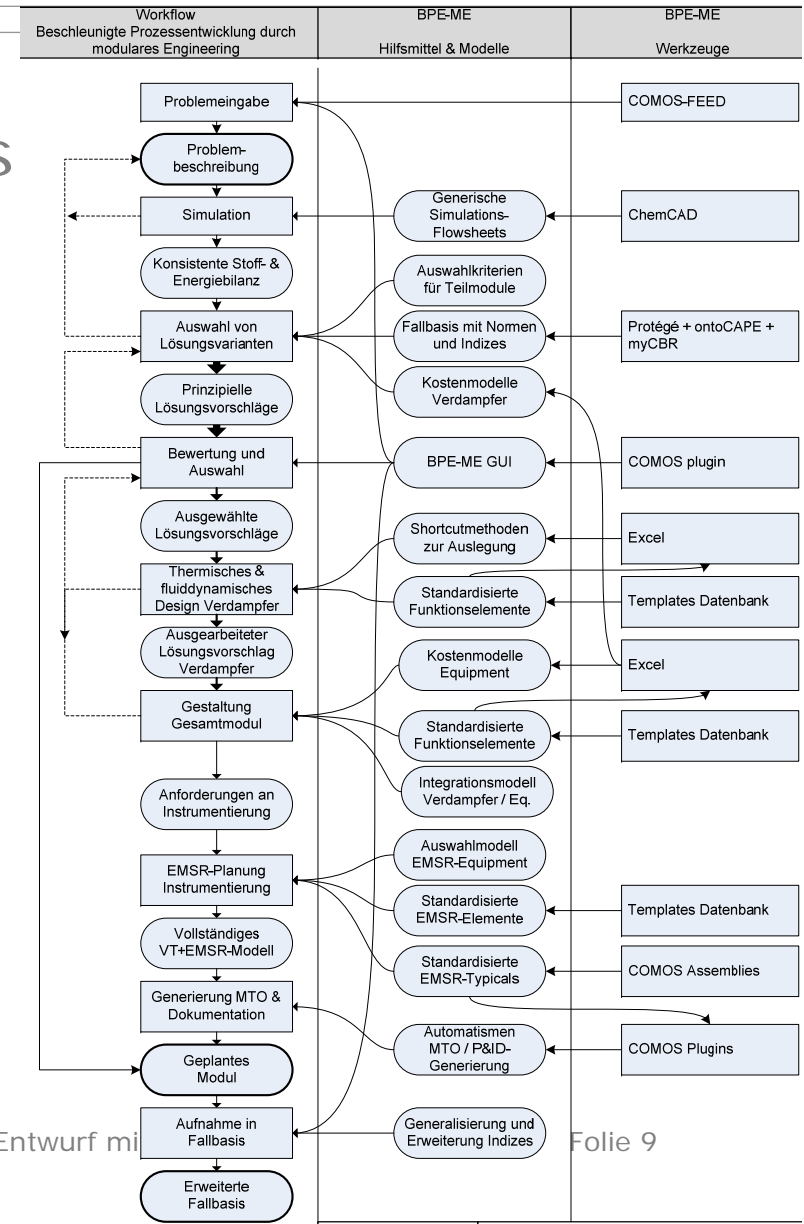 Workflow
Beschleunigte Prozessentwicklung durch
modulares Engineering
BPE-ME
Hilfsmittel & Modelle
BPE-ME
Werkzeuge
s
Problemeingabe
COMOS-FEED
Problem-
beschreibung
Simulation
Generische
Simulations-
Flowsheets
ChemCAD
Konsistente Stoff- &
Energiebilanz
Auswahlkriterien
für Teilmodule
Auswahl von
Lösungsvarianten
Fallbasis mit Normen
und Indizes
Protégé + ontoCAPE +
myCBR
Prinzipielle
Lösungsvorschläge
Kostenmodelle
Verdampfer
Bewertung und
Auswahl
BPE-ME GUI
COMOS plugin
Ausgewählte
Lösungsvorschläge
Shortcutmethoden
zur Auslegung
Excel
Thermisches &
fluiddynamisches
Design Verdampfer
Standardisierte
Funktionselemente
Templates Datenbank
Ausgearbeiteter
Lösungsvorschlag
Verdampfer
Kostenmodelle
Equipment
Excel
Gestaltung
Gesamtmodul
Standardisierte
Funktionselemente
Templates Datenbank
Anforderungen an
Instrumentierung
Integrationsmodell
Verdampfer / Eq.
Auswahlmodell
EMSR-Equipment
EMSR-Planung
Instrumentierung
Standardisierte
EMSR-Elemente
Templates Datenbank
Vollständiges
VT+EMSR-Modell
Standardisierte
EMSR-Typicals
COMOS Assemblies
Generierung MTO &
Dokumentation
Automatismen
MTO / P&ID-
Generierung
COMOS Plugins
Geplantes
Modul
Aufnahme in
Fallbasis
Generalisierung und
Erweiterung Indizes
Entwurf mi
Folie 9
Erweiterte
Fallbasis